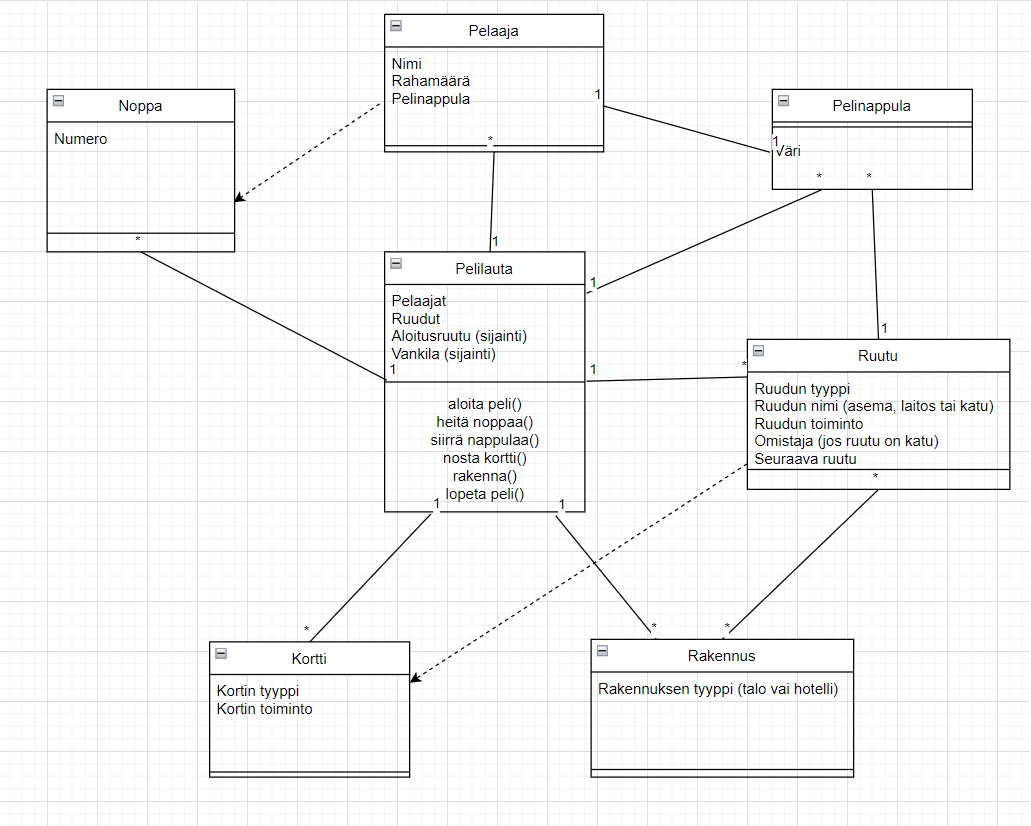 Pelaaja
Nimi
Rahamäärä
Pelinappula
*
1
Noppa
Numero
*
Pelinappula
1
Väri
*
*
1
1
1
Pelilauta
Pelaajat
Ruudut
Aloitusruutu (sijainti)
Vankila (sijainti)
1
1
*
aloita peli()
heitä noppaa()
siirrä nappulaa()
nosta kortti()
rakenna()
lopeta peli()
1
1
Ruutu
Ruudun tyyppi
Ruudun nimi (asema, laitos tai katu)
Ruudun toiminto
Omistaja (jos ruutu on katu)
Seuraava ruutu
*
*
Kortti
Kortin tyyppi
Kortin toiminto
*
*
Rakennus
Rakennuksen tyyppi (talo vai hotelli)